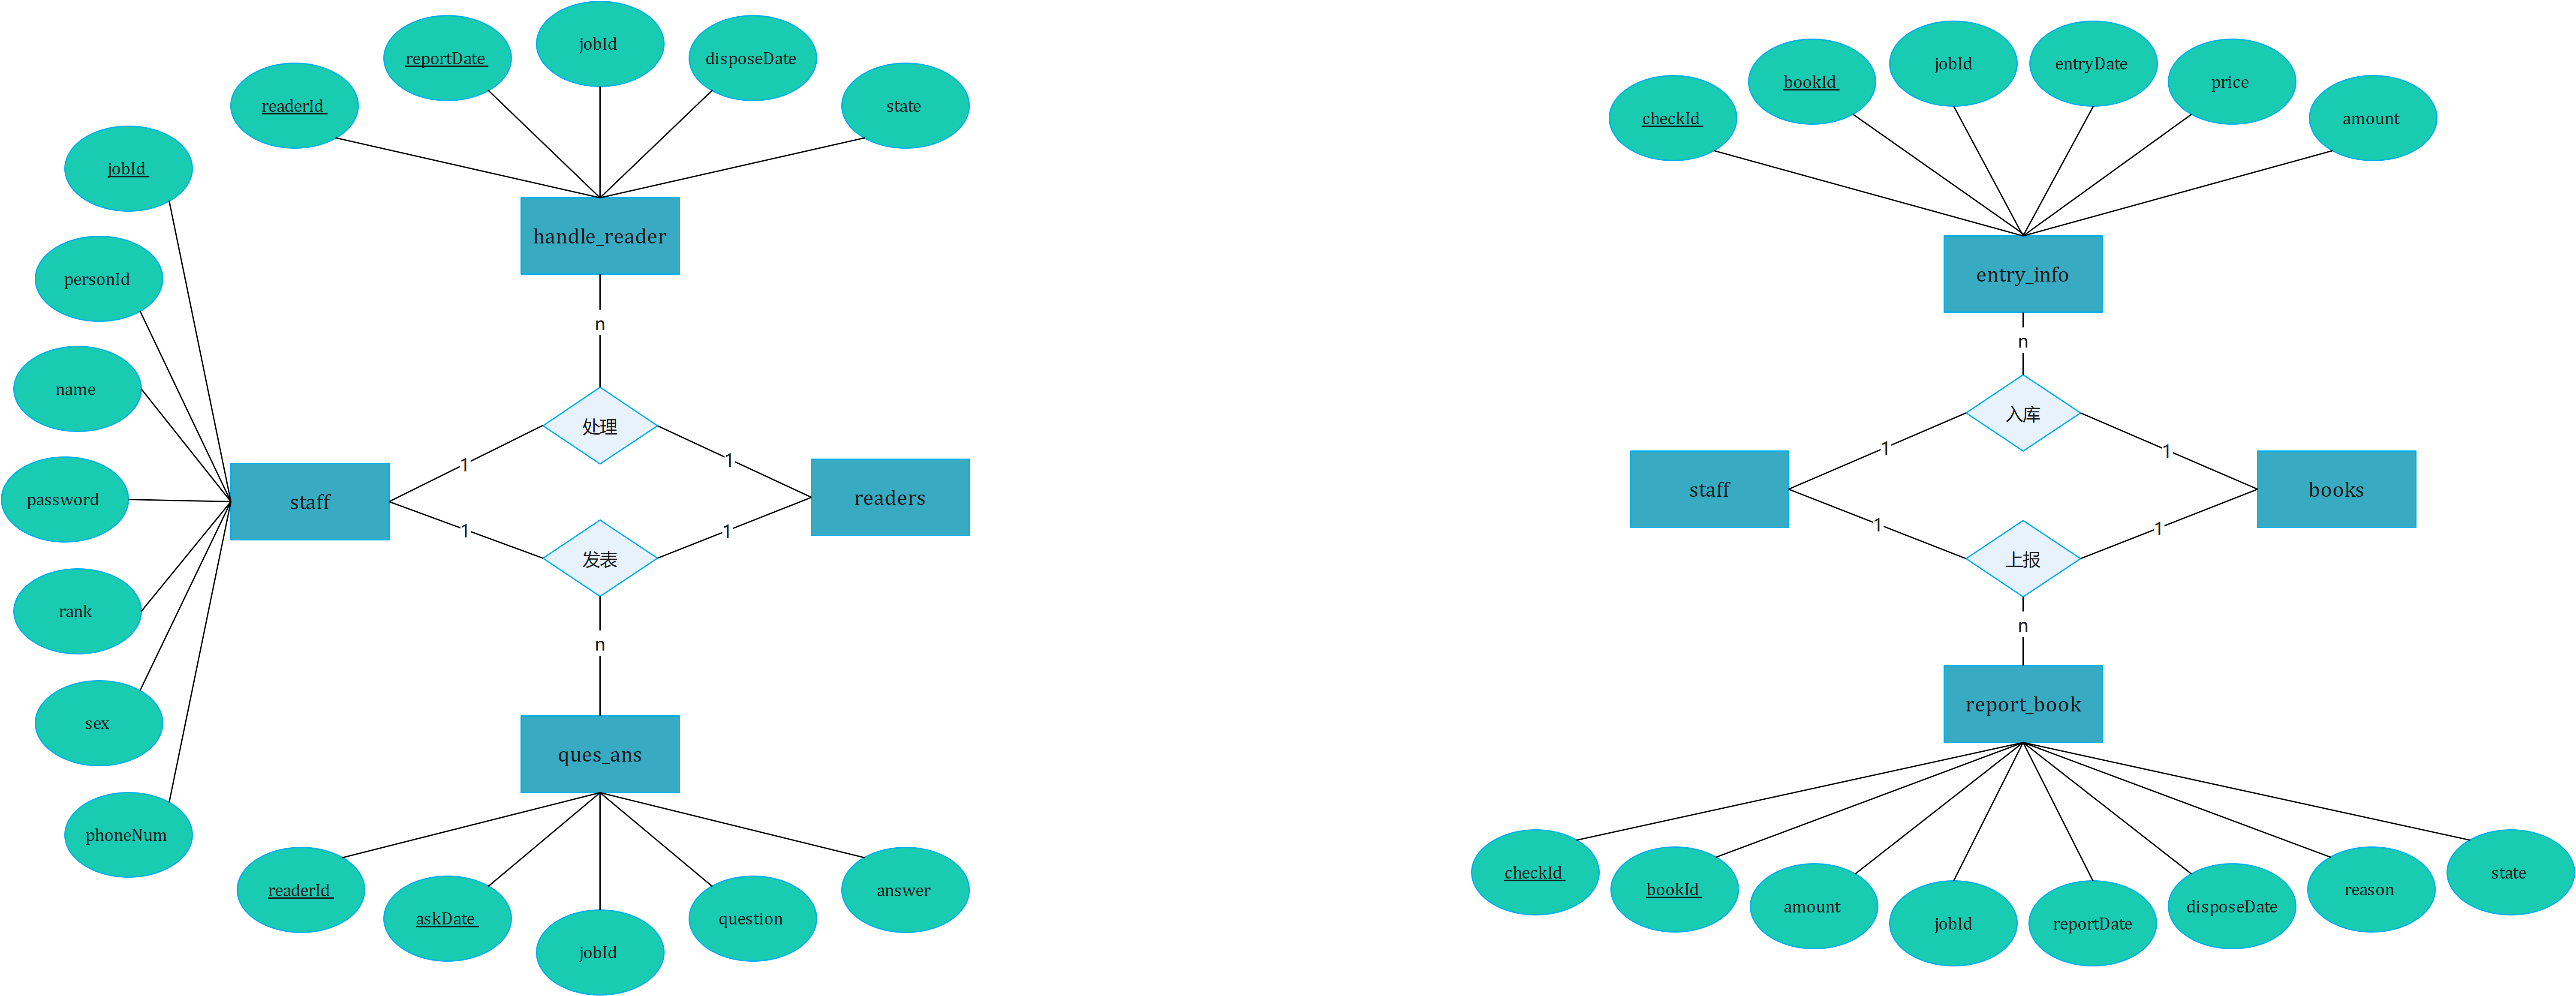 jobId
reportDate
disposeDate
readerId
state
jobId
personId
name
password
rank
sex
phoneNum
handle_reader
n
处理
1
1
staff
readers
1
1
发表
n
ques_ans
readerId
askDate
jobId
question
answer
checkId
bookId
jobId
entryDate
price
amount
entry_info
n
入库
1
1
staff
books
1
1
上报
n
report_book
checkId
bookId
amount
jobId
reportDate
disposeDate
reason
state